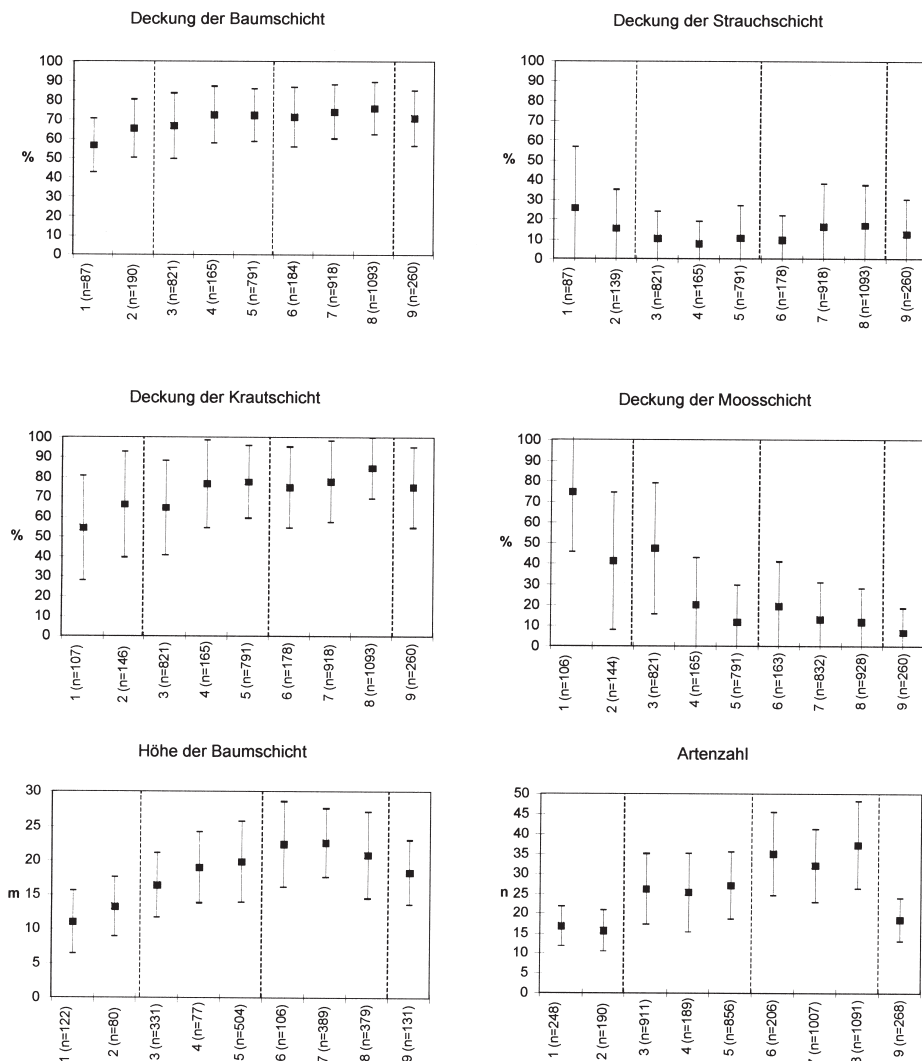 Deckung der Baumschicht
100
90
80
70
60
50
40
30
20
10
0
%
1 (n=87)
2 (n=190)
3 (n=821)
4 (n=165)
5 (n=791)
6 (n=184)
7 (n=918)
8 (n=1093)
9 (n=260)
Deckung der Strauchschicht
100
90
80
70
60
50
40
30
20
10
0
%
1 (n=87)
2 (n=139)
3 (n=821)
4 (n=165)
5 (n=791)
6 (n=178)
7 (n=918)
8 (n=1093)
9 (n=260)
Deckung der Krautschicht
100
90
80
70
60
50
40
30
20
10
0
%
1 (n=107)
2 (n=146)
3 (n=821)
4 (n=165)
5 (n=791)
6 (n=178)
7 (n=918)
8 (n=1093)
9 (n=260)
Deckung der Moosschicht
100
90
80
70
60
50
40
30
20
10
0
%
1 (n=106)
2 (n=144)
3 (n=821)
4 (n=165)
5 (n=791)
6 (n=163)
7 (n=832)
8 (n=928)
9 (n=260)
Höhe der Baumschicht
30
25
20
15
10
5
0
m
1 (n=122)
2 (n=80)
3 (n=331)
4 (n=77)
5 (n=504)
6 (n=106)
7 (n=389)
8 (n=379)
9 (n=131)
Artenzahl
50
45
40
35
30
25
20
15
10
5
0
n
1 (n=248)
2 (n=190)
3 (n=911)
4 (n=189)
5 (n=856)
6 (n=206)
7 (n=1007)
8 (n=1091)
9 (n=268)